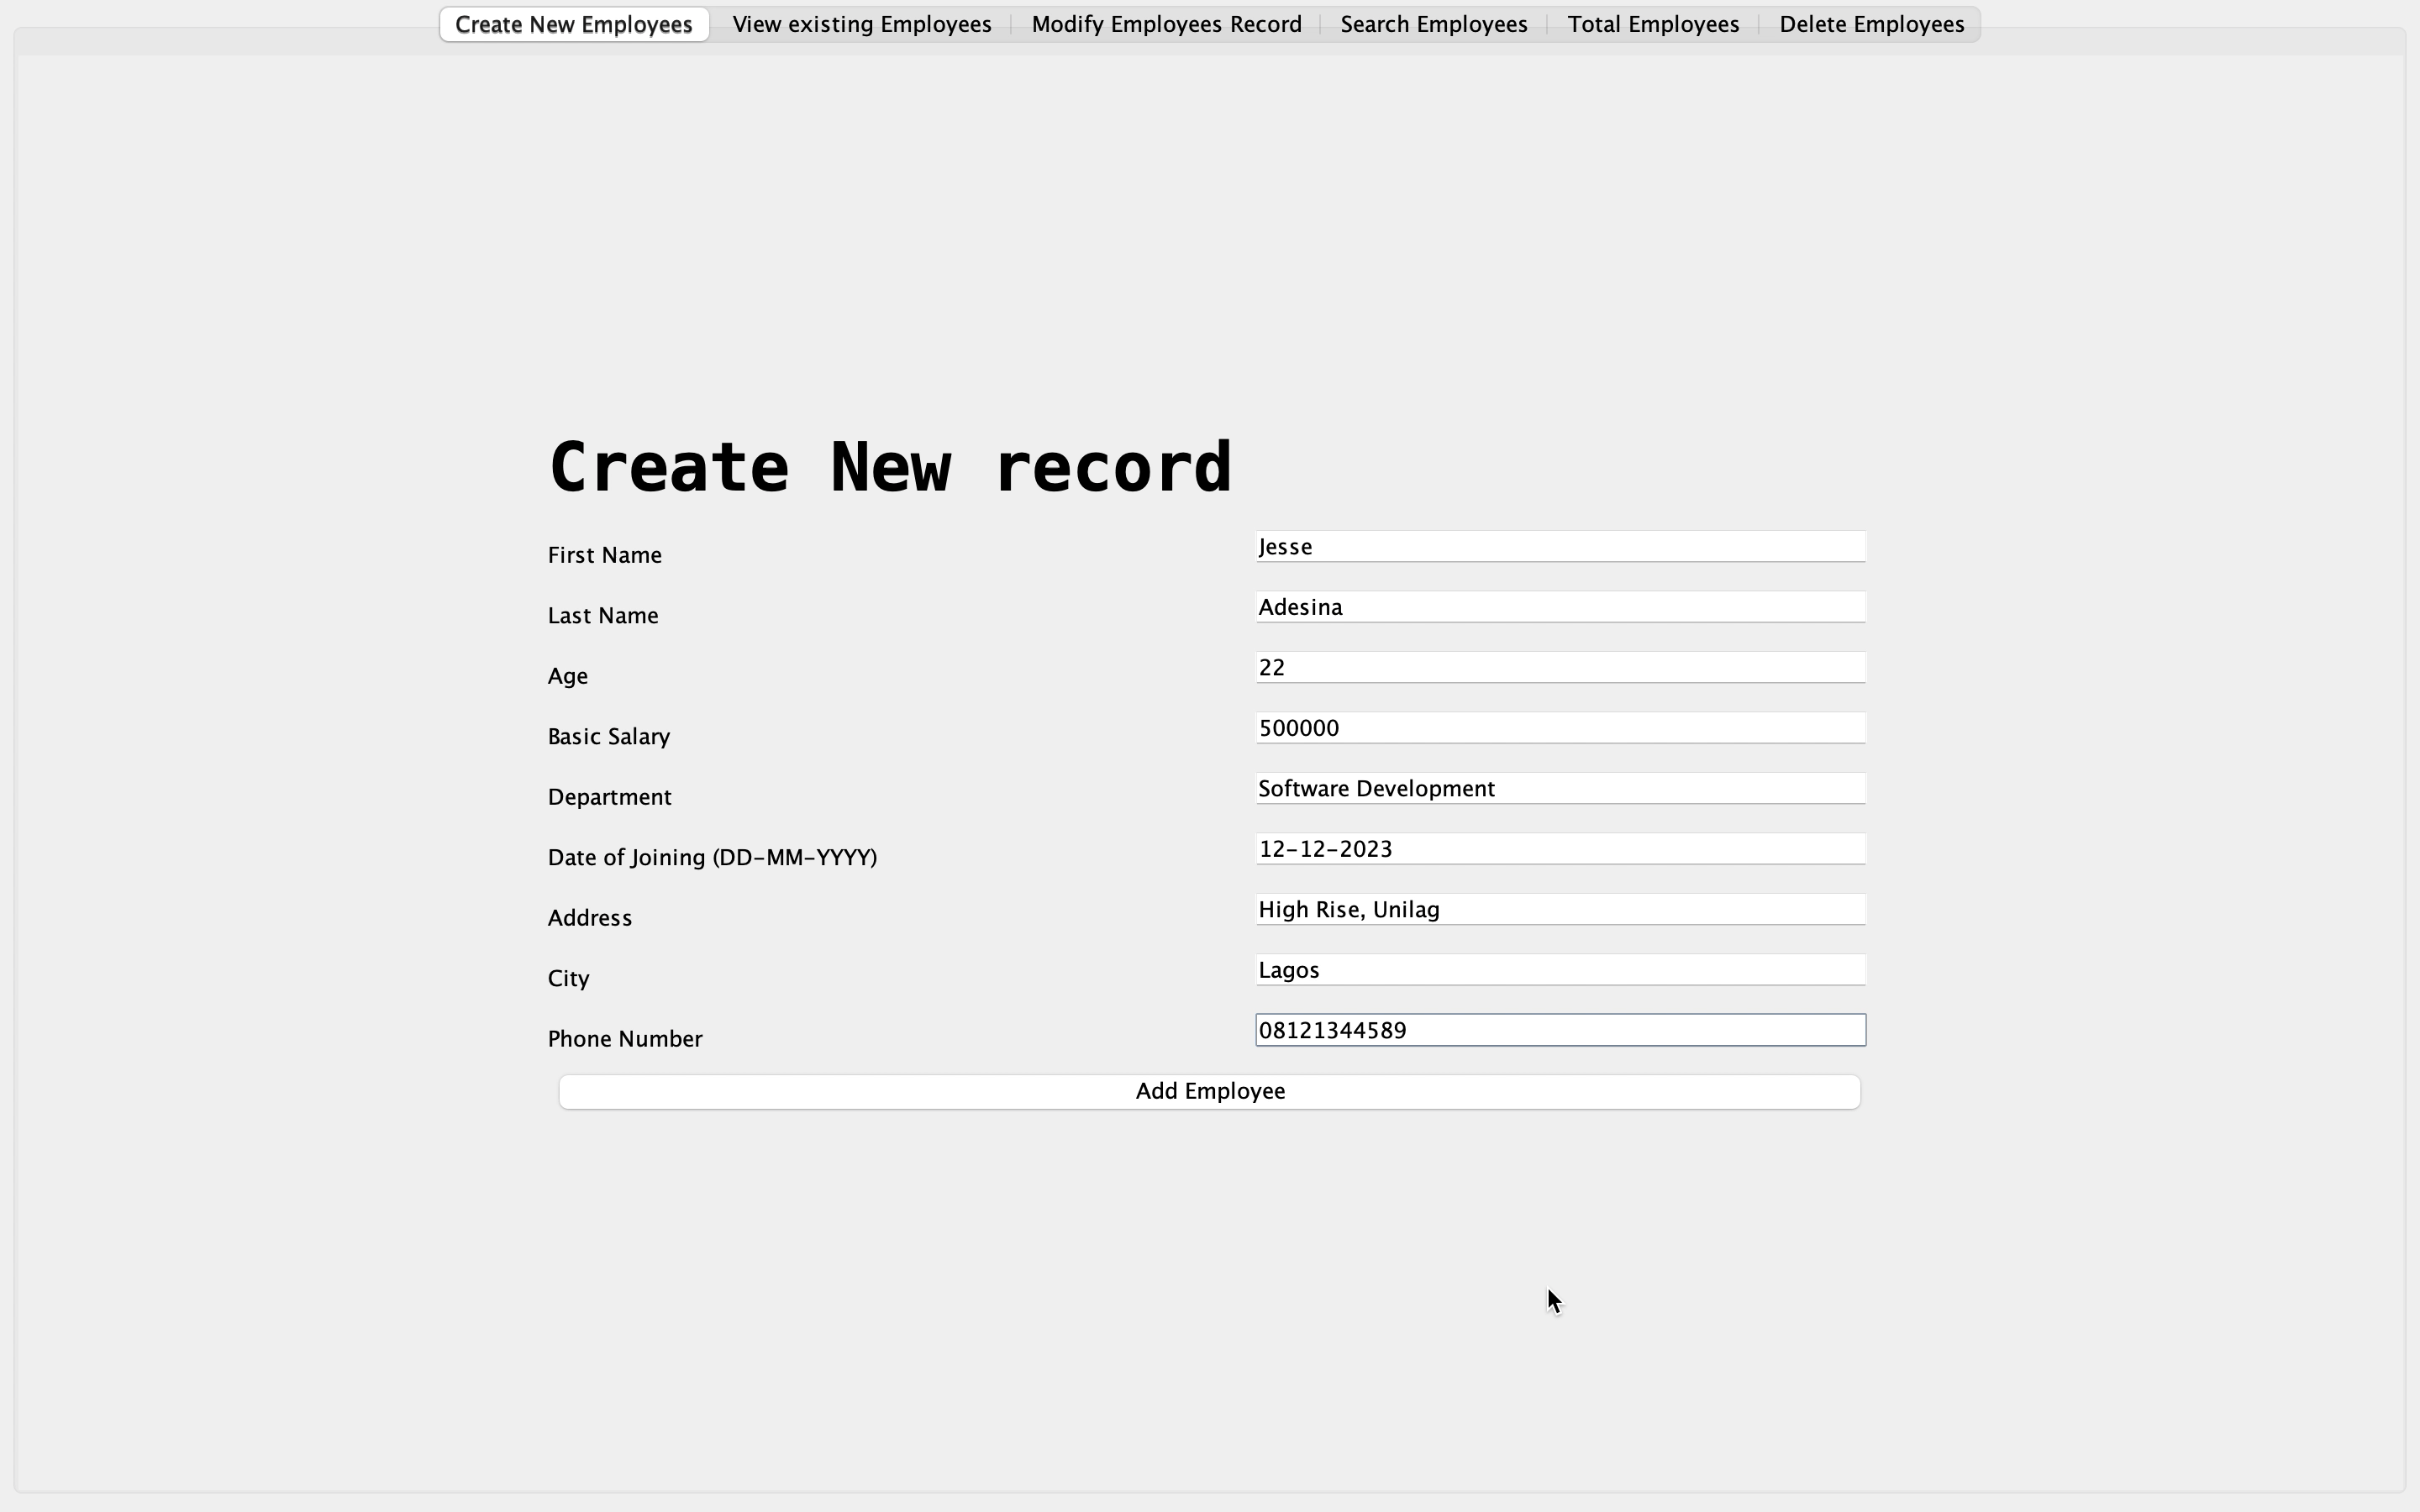 Create New Employees View existing Employees Modify Employees Record Search Employees Total Employees Delete Employees
Create New record
First Name Jesse
Last Name Adesina
Age 22
Basic Salary 500000
Department Software Development
Date of Joining (DD-MM-YYYY) 12-12-2023
Address High Rise, Unilag
City Lagos
Phone Number 08121344589
Add Employee